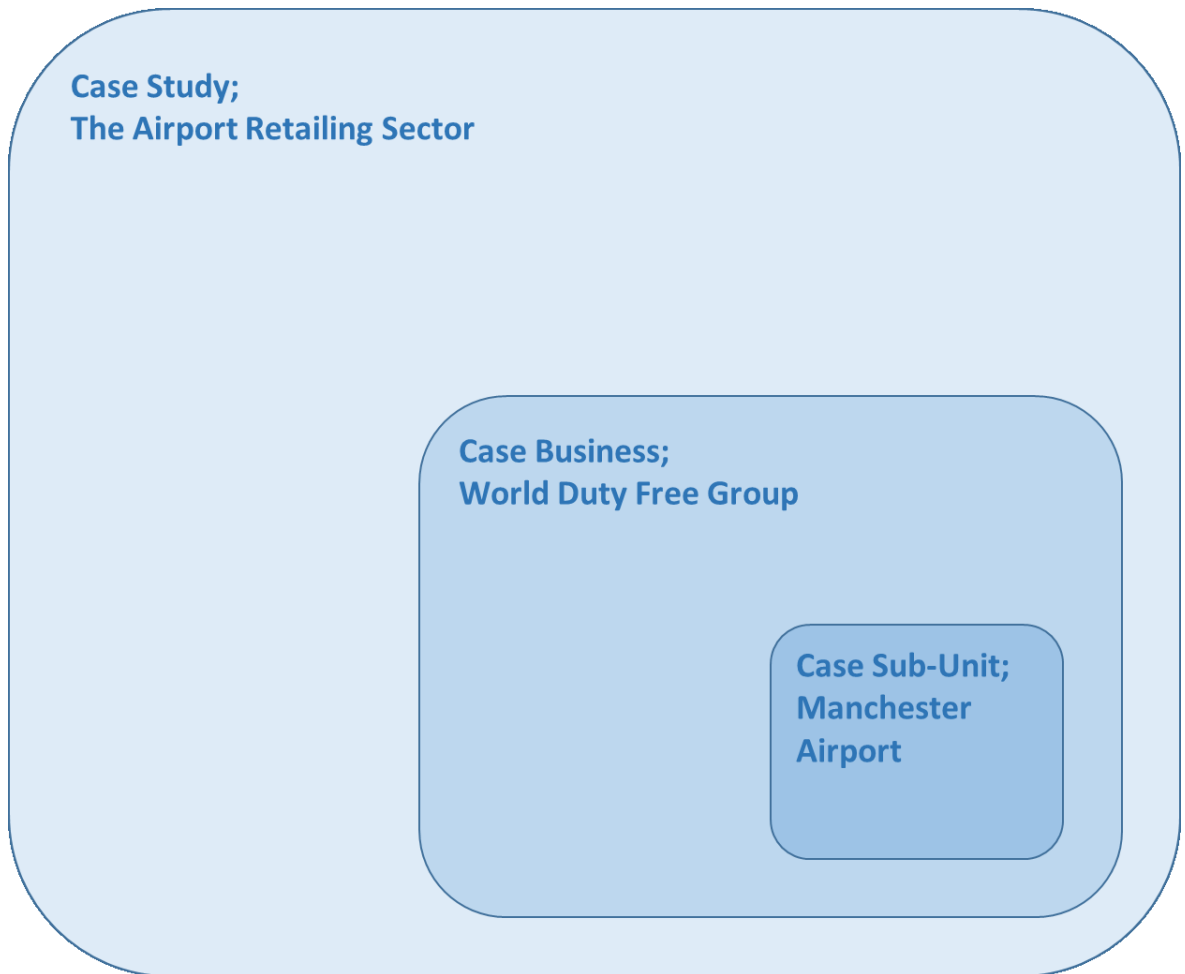 Case Study;
The Airport Retailing Sector
Case Business;
World Duty Free Group
Case Sub-Unit;
Manchester
Airport